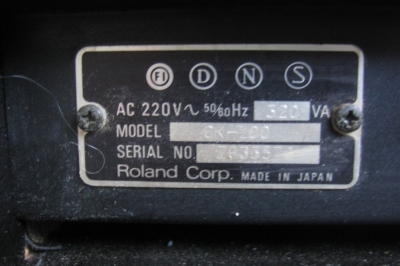 FI D N S
AC 220V~ 50/60Hz 320 VA
MODEL
SERIAL NO.
Roland Corp. MADE IN JAPAN